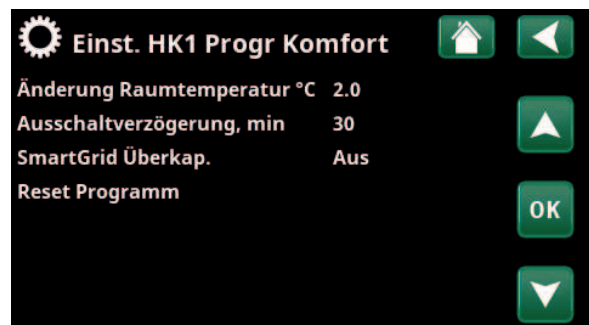 Einst. HK1 Progr Komfort
Änderung Raumtemperatur °C 2.0
Ausschaltverzögerung, min 30
SmartGrid Überkap. Aus
Reset Programm
OK